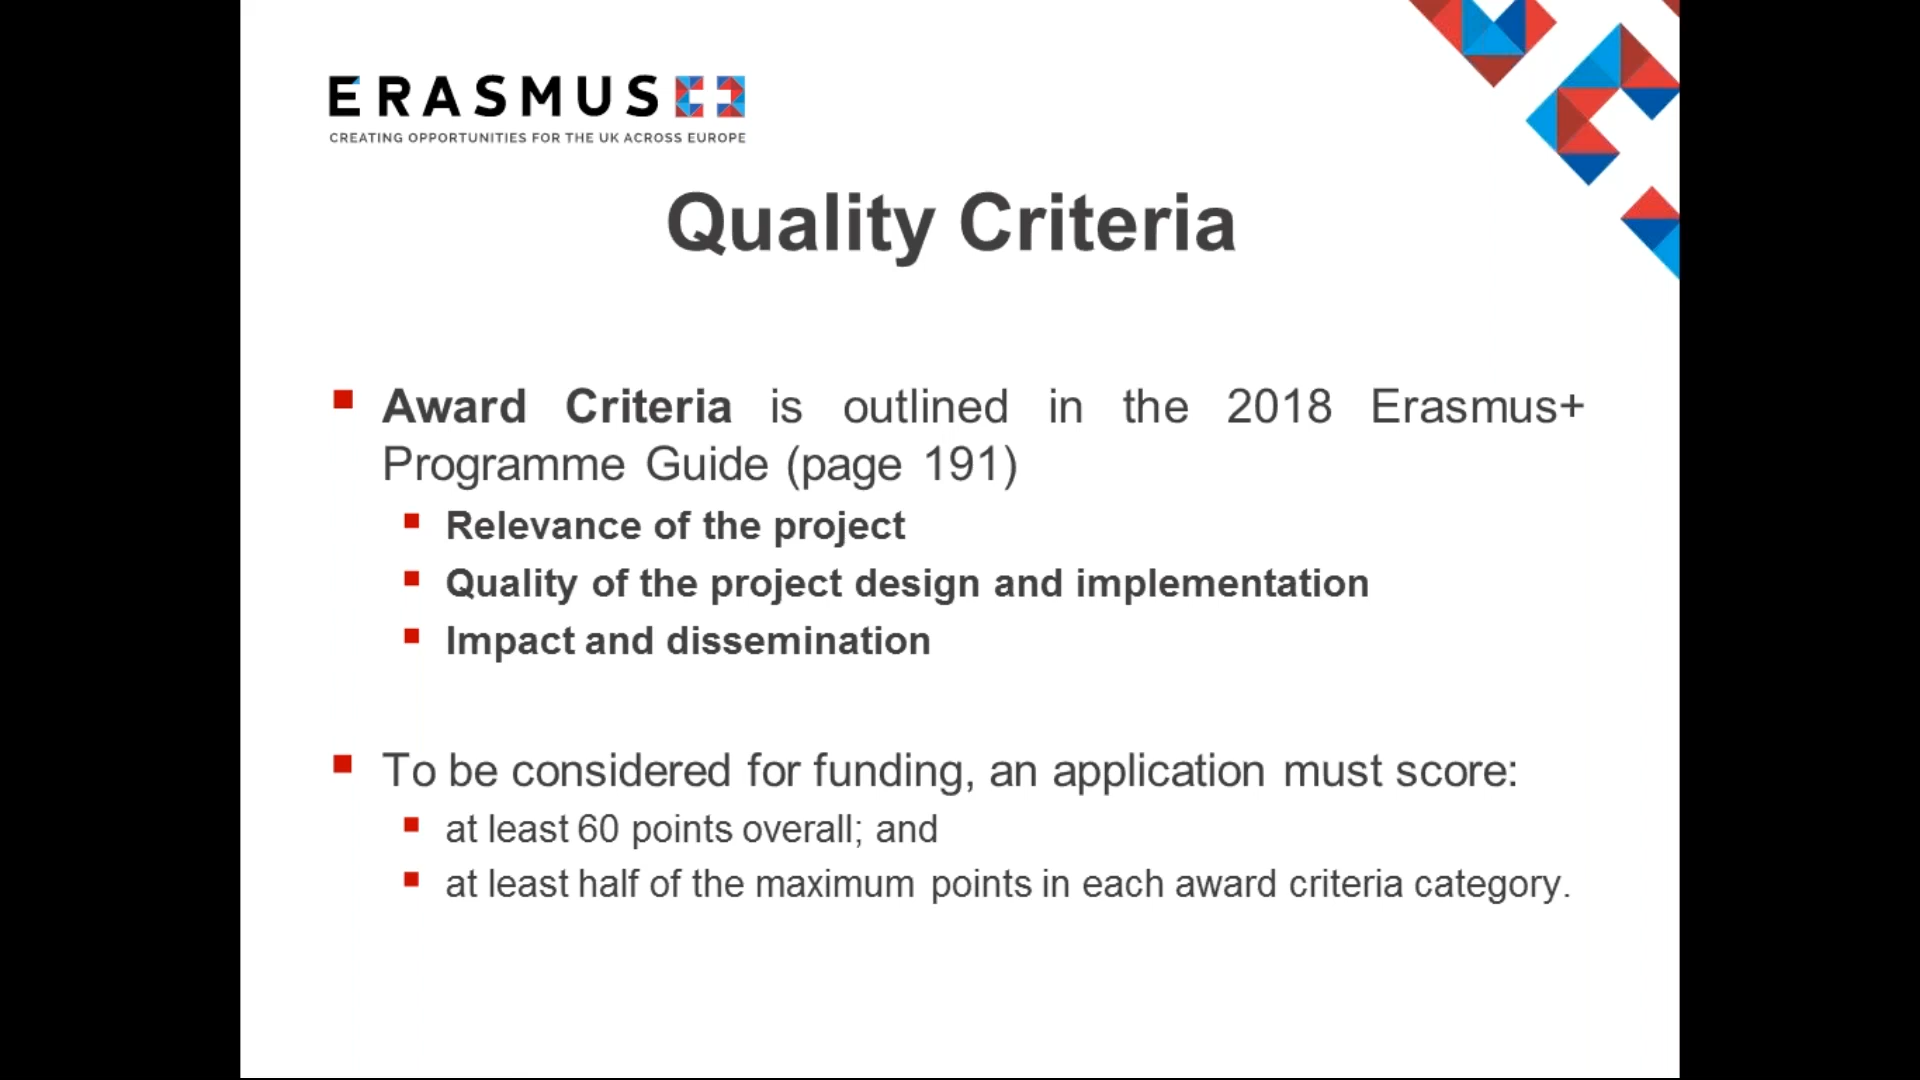 ERASMUS+
CREATING OPPORTUNITIES FOR THE UK ACROSS EUROPE
Quality Criteria
Award Criteria is outlined in the 2018 Erasmus+
Programme Guide (page 191)
Relevance of the project
Quality of the project design and implementation
Impact and dissemination
To be considered for funding, an application must score:
at least 60 points overall; and
at least half of the maximum points in each award criteria category.